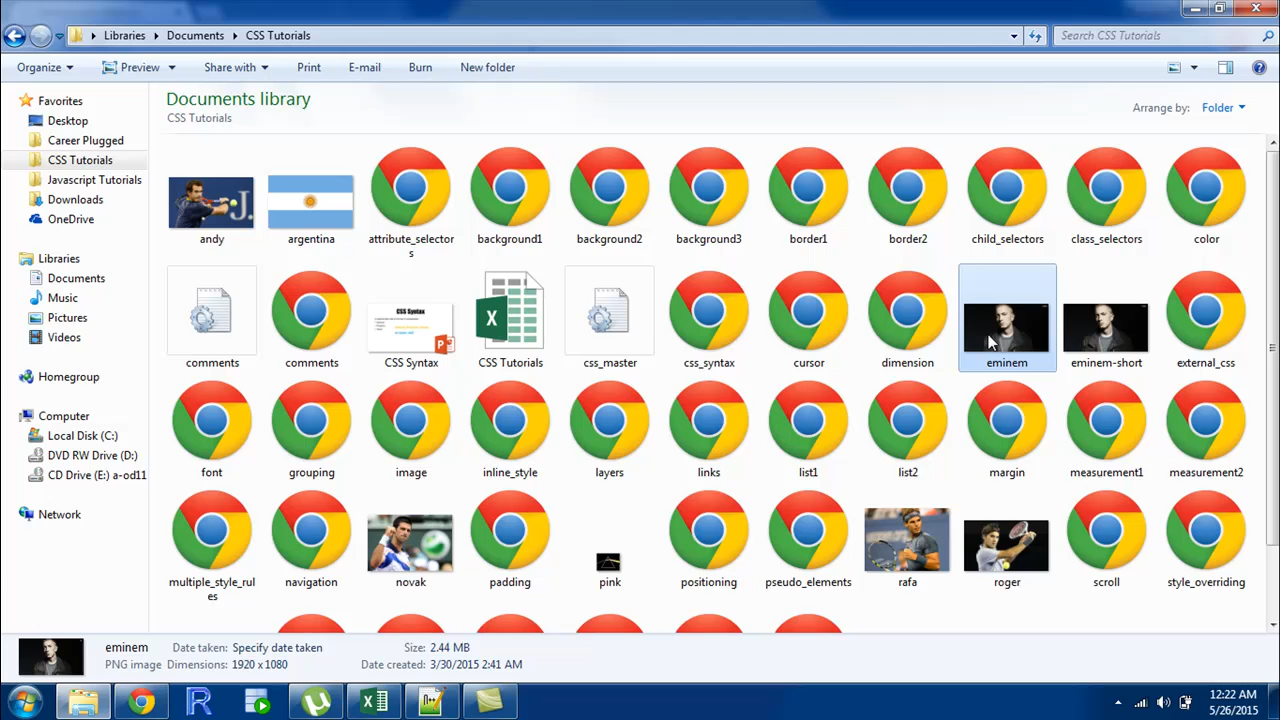 Libraries Documents CSS Tutorials Search CSS Tutorials
Organize Preview Share with Print E-mail Burn New folder
Favorites
Desktop
Career Plugged
CSS Tutorials
Javascript Tutorials
Downloads
OneDrive
Libraries
Documents
Music
Pictures
Videos
Homegroup
Computer
Local Disk (C:)
DVD RW Drive (D:)
CD Drive (E:) a-od11
Network
Documents library
CSS Tutorials
Arrange by: Folder
J.
andy argentina attribute_selector background1 background2 background3 border1 border2 child_selectors class_selectors color
s
CSS Syntax
comments comments CSS Syntax CSS Tutorials css_master css_syntax cursor dimension eminem eminem-short external_css
font grouping image inline_style layers links list1 list2 margin measurement1 measurement2
multiple_style_rul navigation novak padding pink positioning pseudo_elements rafa roger scroll style_overriding
es
eminem Date taken: Specify date taken Size: 2.44 MB
PNG image Dimensions: 1920 x 1080 Date created: 3/30/2015 2:41 AM
12:22 AM
5/26/2015